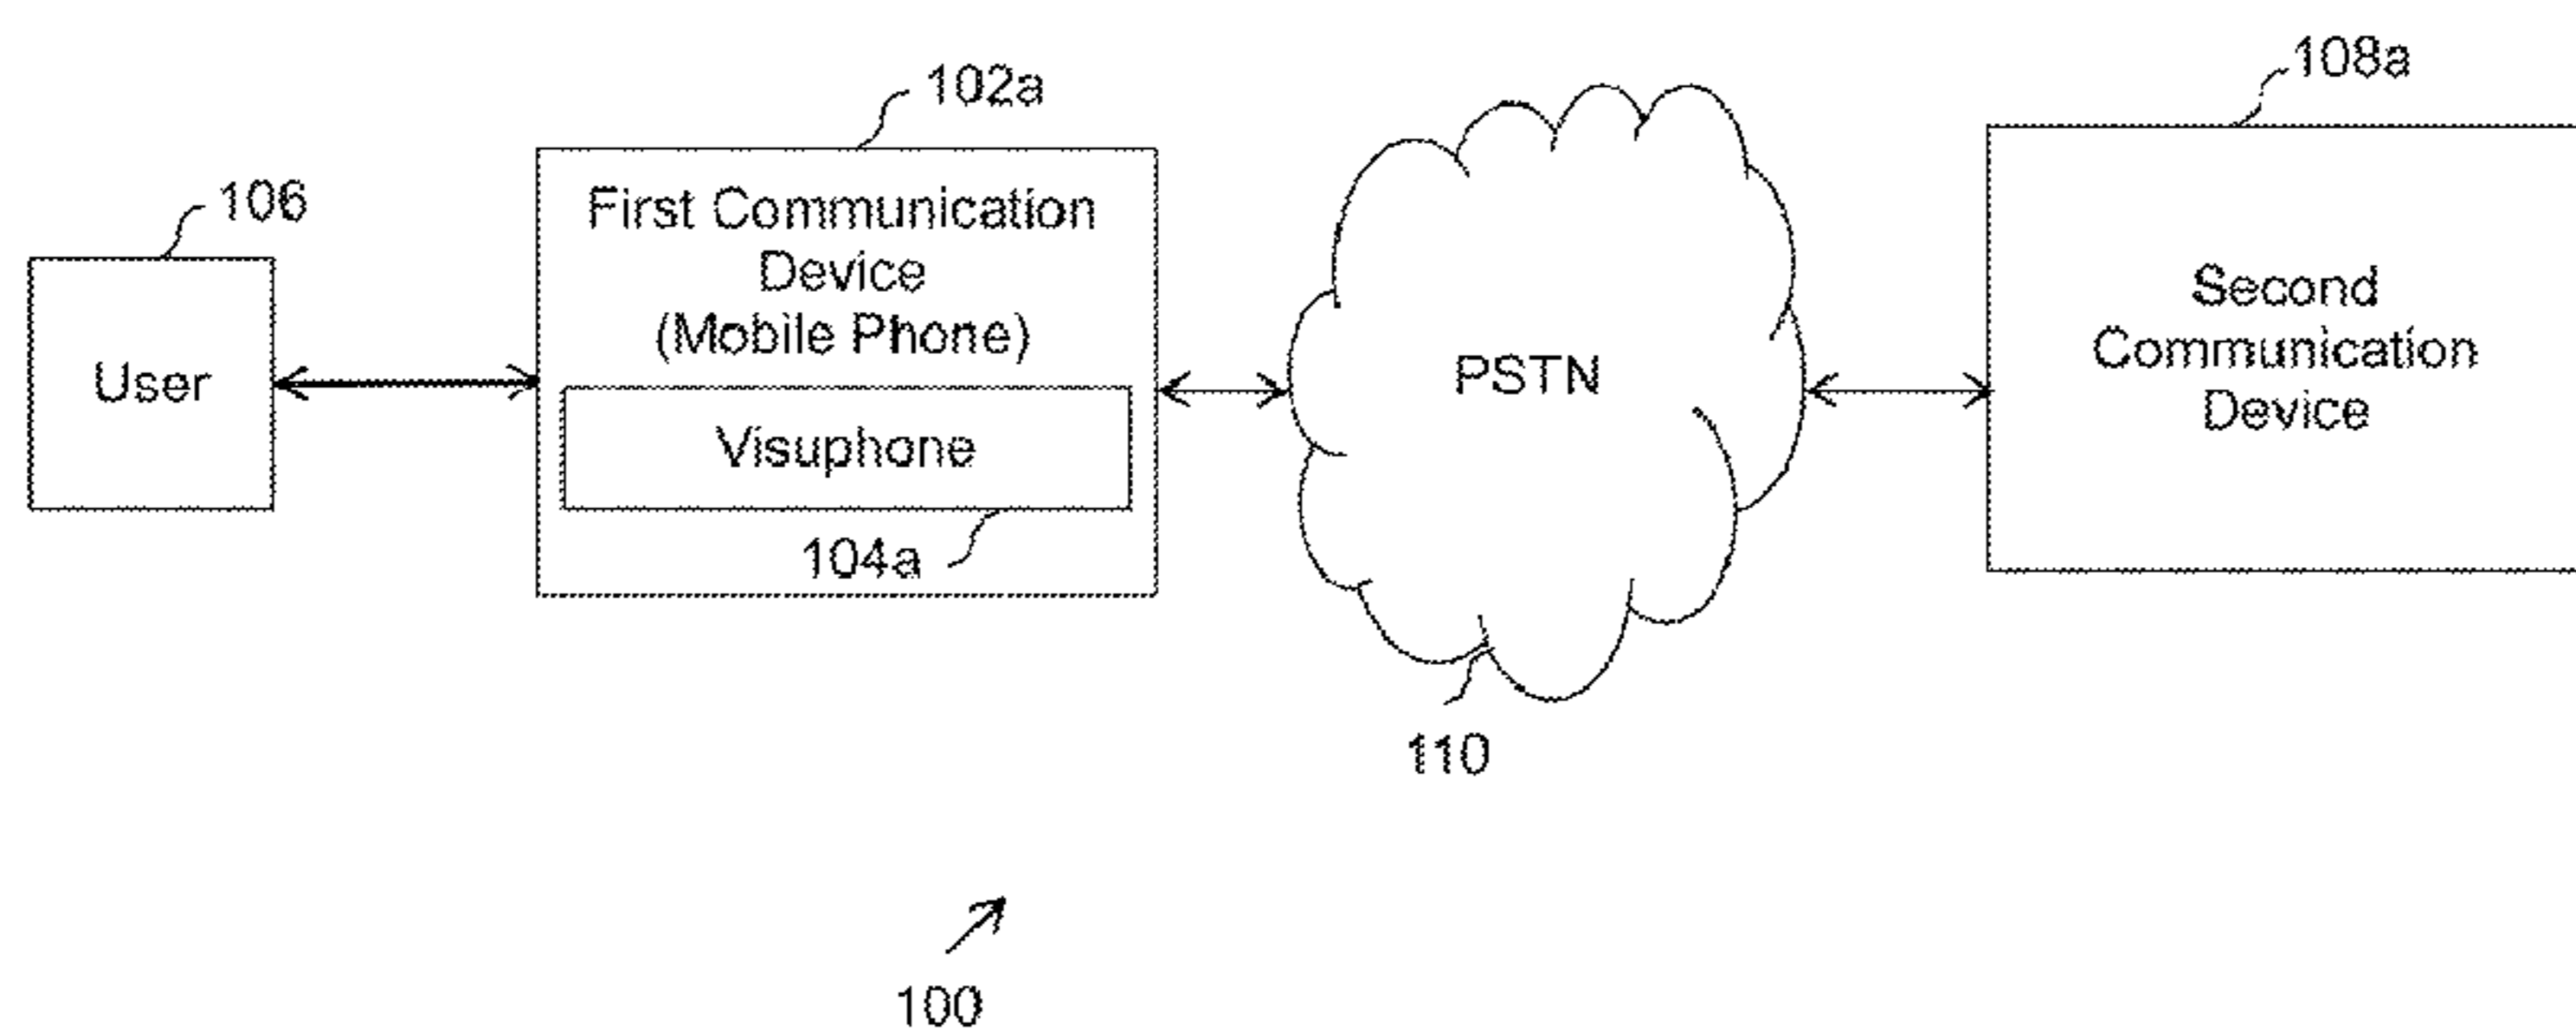 108a
102a
106
First Communication
Device
(Mobile Phone)
Second
Communication
Device
User
PSTN
Visuphone
104a
110
100